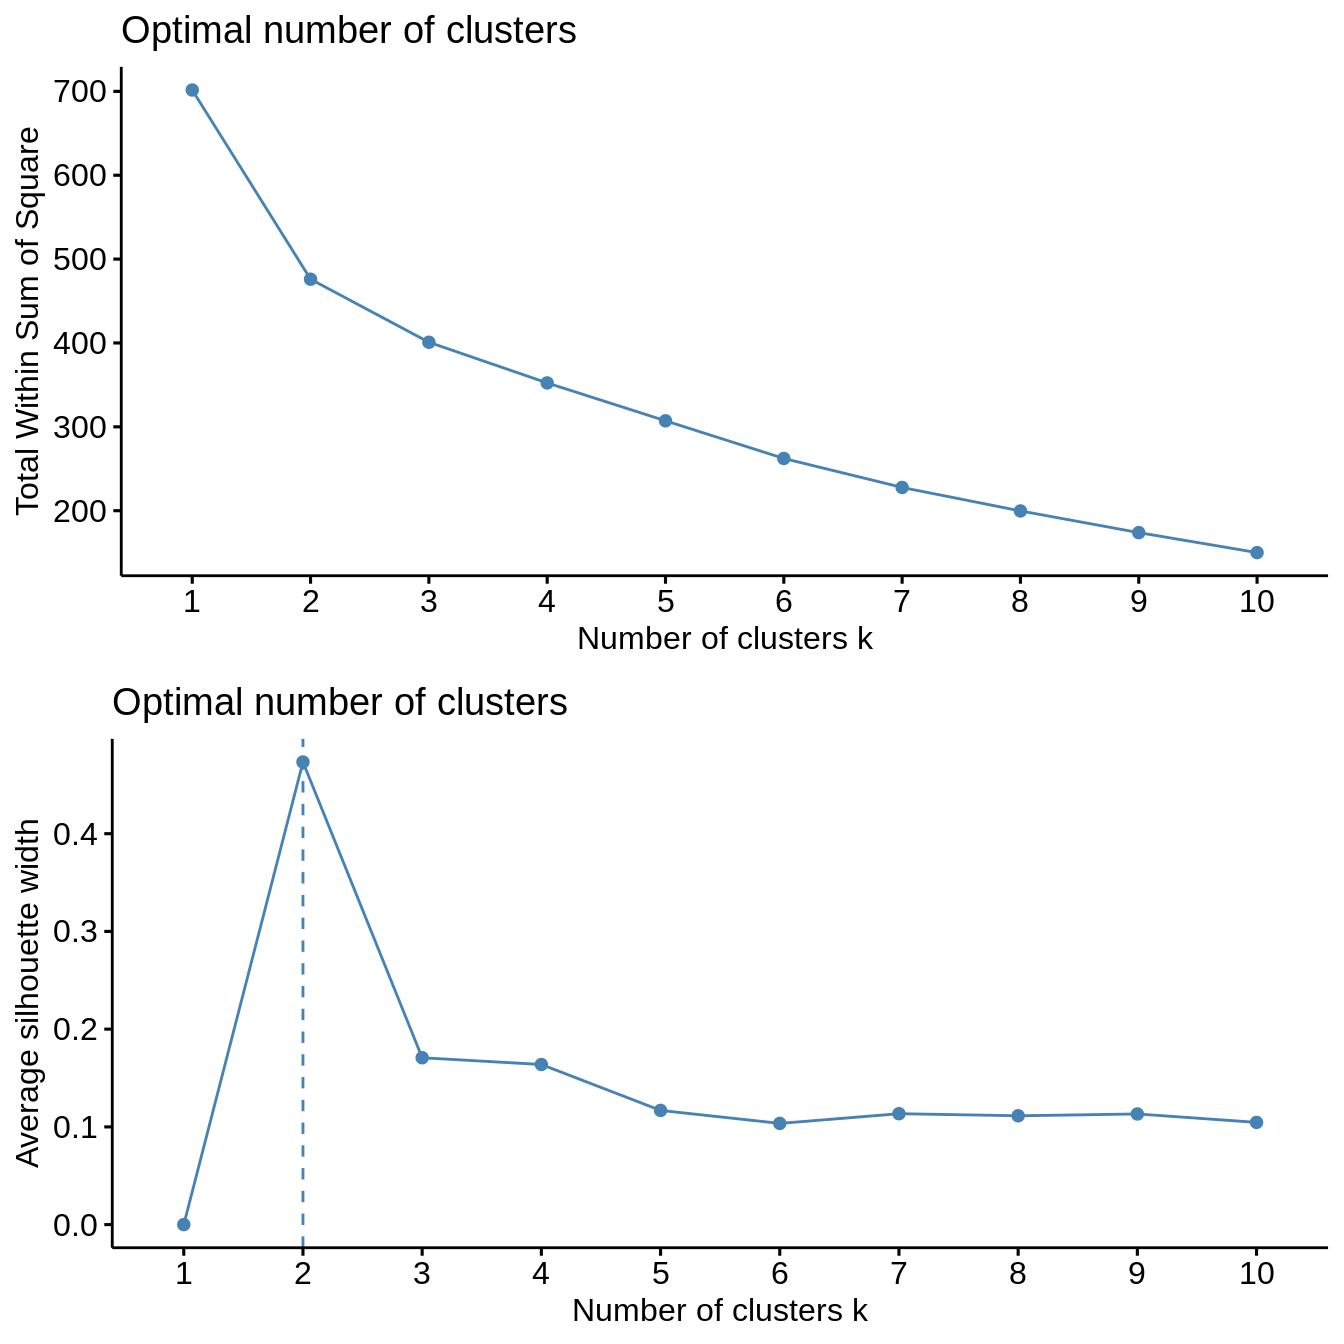 Optimal number of clusters
700
600
500
400
300
200
Total Within Sum of Square
1 2 3 4 5 6 7 8 9 10
Number of clusters k
Optimal number of clusters
0.4
0.3
0.2
0.1
0.0
Average silhouette width
1 2 3 4 5 6 7 8 9 10
Number of clusters k